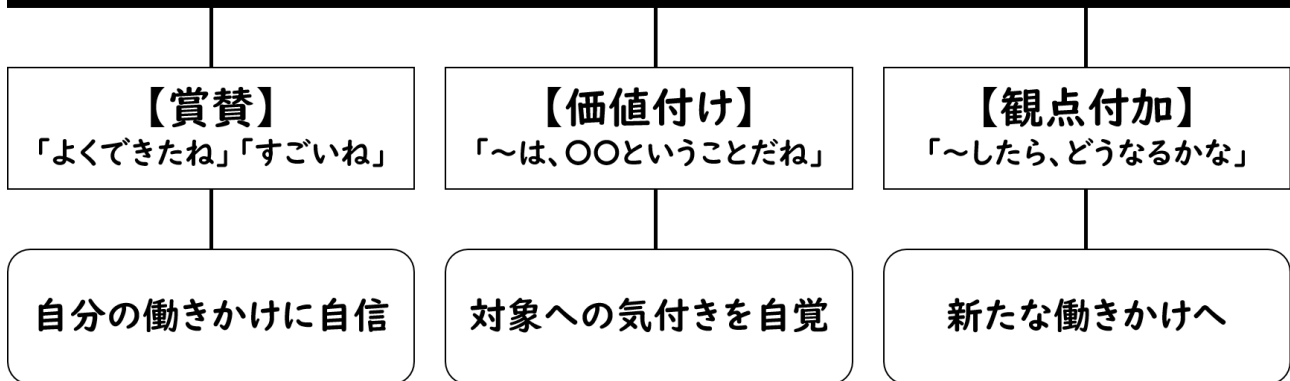 【賞賛】
「よくできたね」「すごいね」
【価値付け】
「～は、〇〇ということだね」
【観点付加】
「～したら、どうなるかな」
自分の働きかけに自信
対象への気付きを自覚
新たな働きかけへ